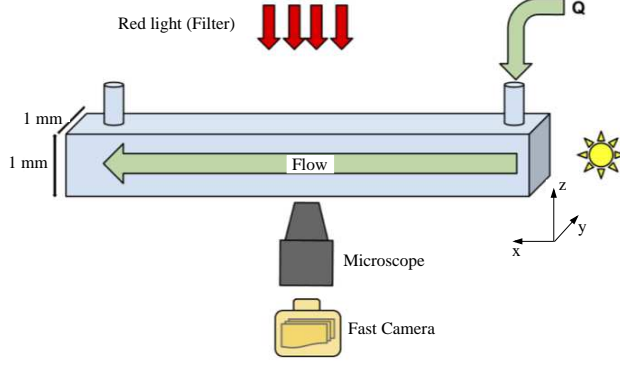 Q
Red light (Filter)
1 mm
1 mm
Flow
z
y
x
Microscope
Fast Camera